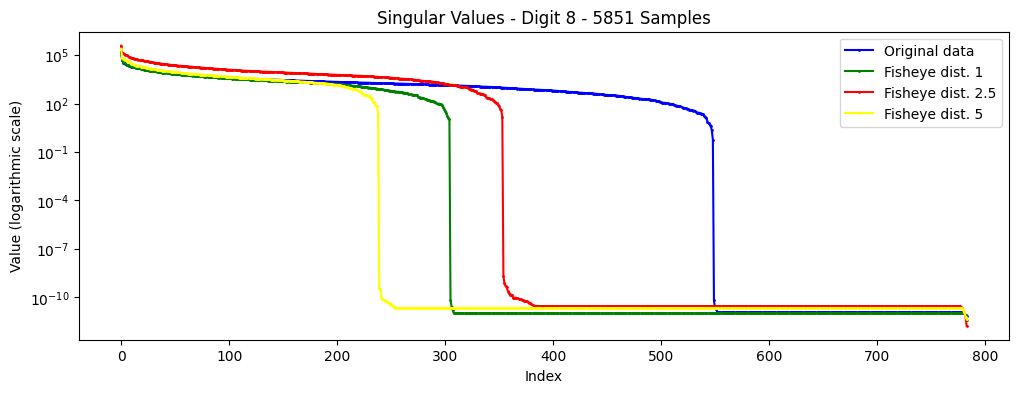 Singular Values - Digit 8 - 5851 Samples
Value (logarithmic scale)
10^5
10^2
10^-1
10^-4
10^-7
10^-10
Original data
Fisheye dist. 1
Fisheye dist. 2.5
Fisheye dist. 5
0 100 200 300 400 500 600 700 800
Index